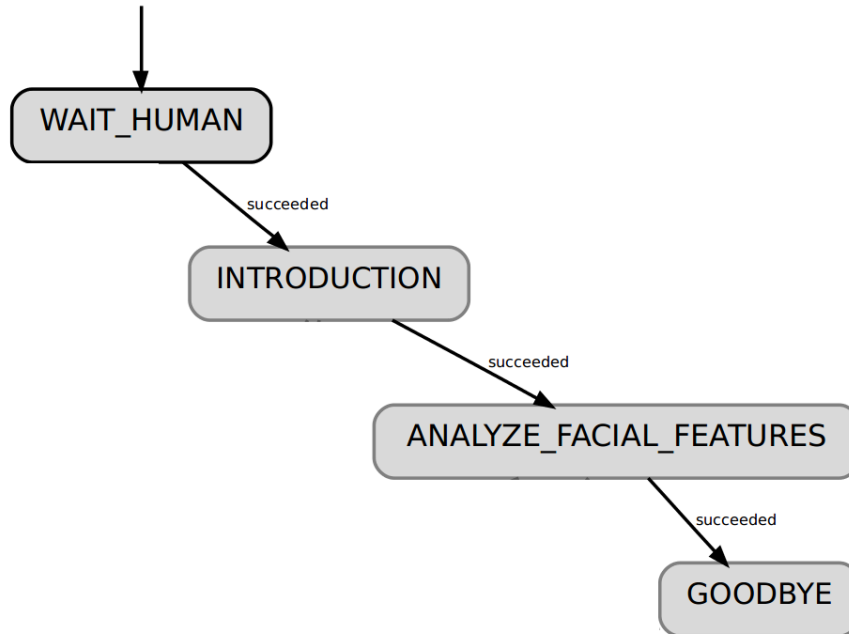 WAIT_HUMAN
succeeded
INTRODUCTION
succeeded
ANALYZE_FACIAL_FEATURES
succeeded
GOODBYE